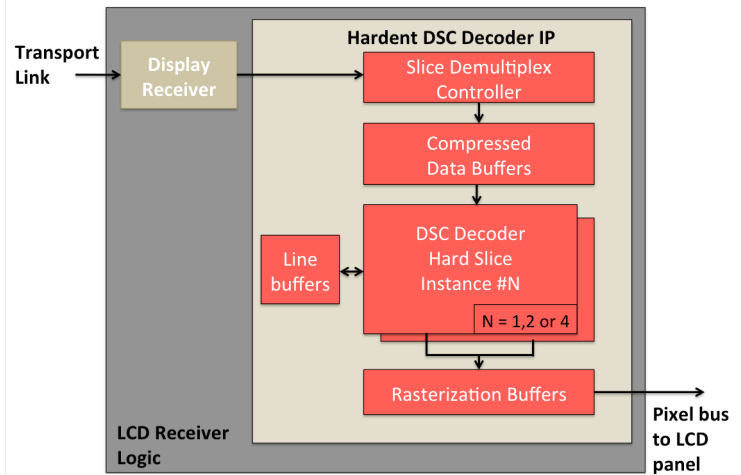 Hardent DSC Decoder IP
Transport
Link
Display
Receiver
Slice Demultiplex
Controller
Compressed
Data Buffers
Line
buffers
DSC Decoder
Hard Slice
Instance #N
N = 1,2 or 4
Rasterization Buffers
LCD Receiver
Logic
Pixel bus
to LCD
panel